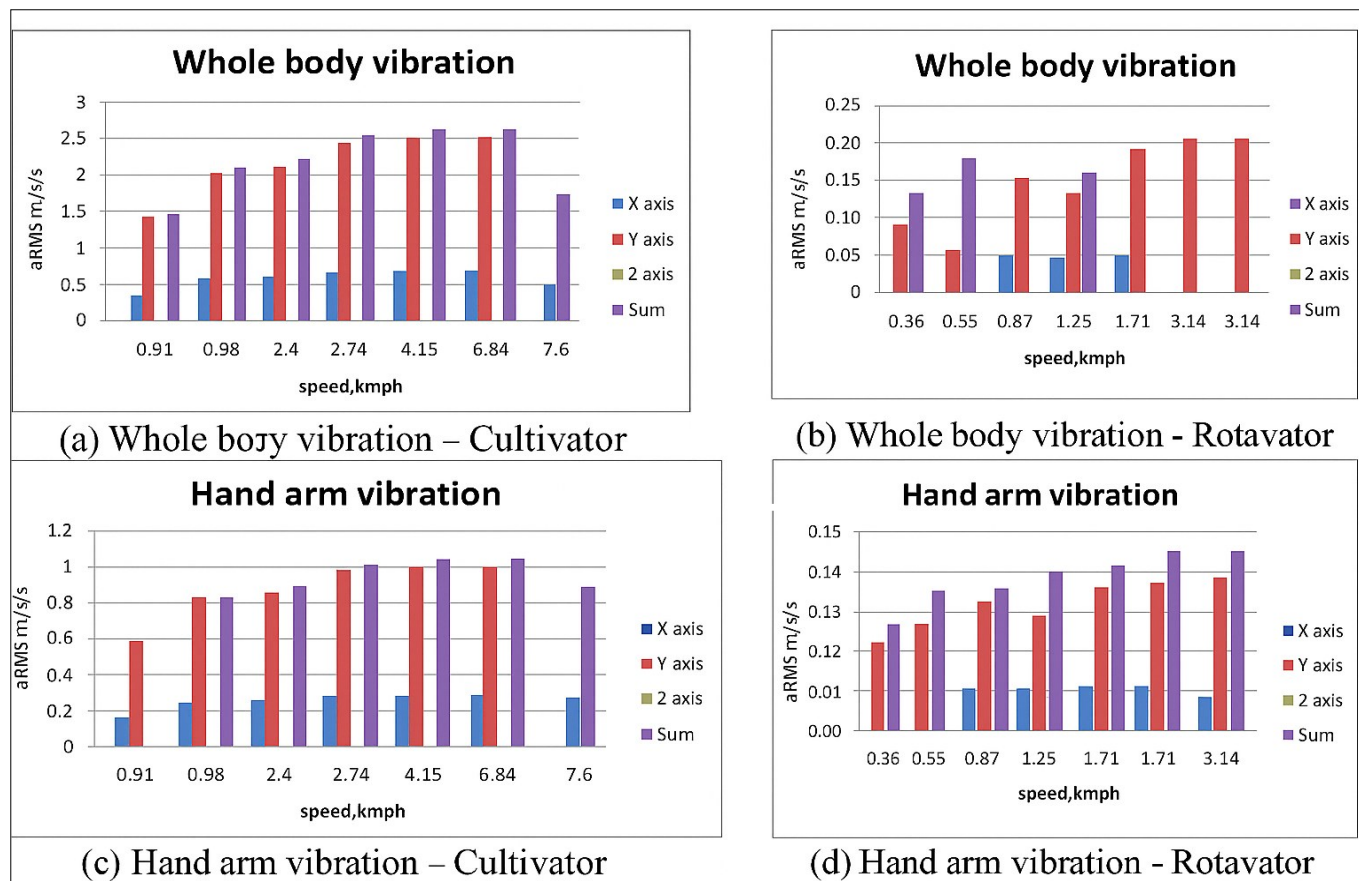 Whole body vibration
3
2.5
2
1.5
1
0.5
0
aRMS m/s/s
0.91 0.98 2.4 2.74 4.15 6.84 7.6
speed,kmph
X axis
Y axis
2 axis
Sum
(a) Whole boɿy vibration – Cultivator
Whole body vibration
0.25
0.20
0.15
0.10
0.05
0
aRMS m/s/s
0.36 0.55 0.87 1.25 1.71 3.14 3.14
speed,kmph
X axis
Y axis
2 axis
Sum
(b) Whole body vibration - Rotavator
Hand arm vibration
1.2
1
0.8
0.6
0.4
0.2
0
aRMS m/s/s
0.91 0.98 2.4 2.74 4.15 6.84 7.6
speed,kmph
X axis
Y axis
2 axis
Sum
(c) Hand arm vibration – Cultivator
Hand arm vibration
0.15
0.14
0.13
0.12
0.01
0.00
aRMS m/s/s
0.36 0.55 0.87 1.25 1.71 1.71 3.14
speed,kmph
X axis
Y axis
2 axis
Sum
(d) Hand arm vibration - Rotavator